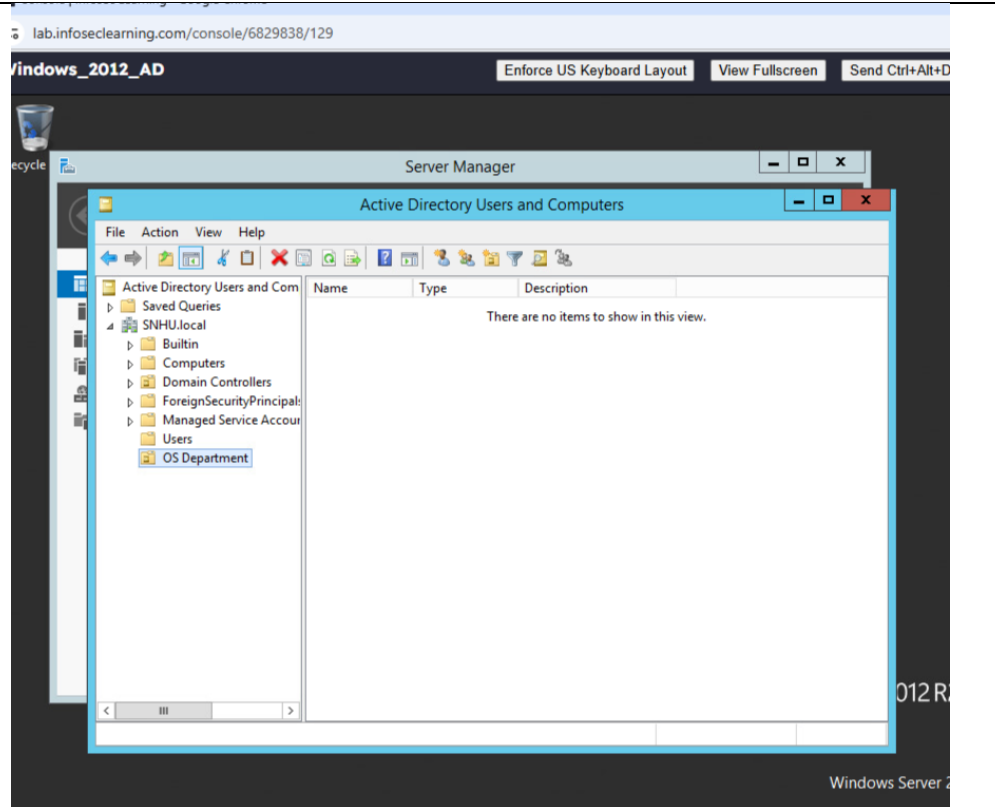 lab.infoseclearning.com/console/6829838/129
Windows_2012_AD
Enforce US Keyboard Layout
View Fullscreen
Send Ctrl+Alt+D
ecycle
Server Manager
Active Directory Users and Computers
File Action View Help
Active Directory Users and Com
Name Type Description
Saved Queries
There are no items to show in this view.
SNHU.local
Builtin
Computers
Domain Controllers
ForeignSecurityPrincipals
Managed Service Accoun
Users
OS Department
012 R2
Windows Server 2